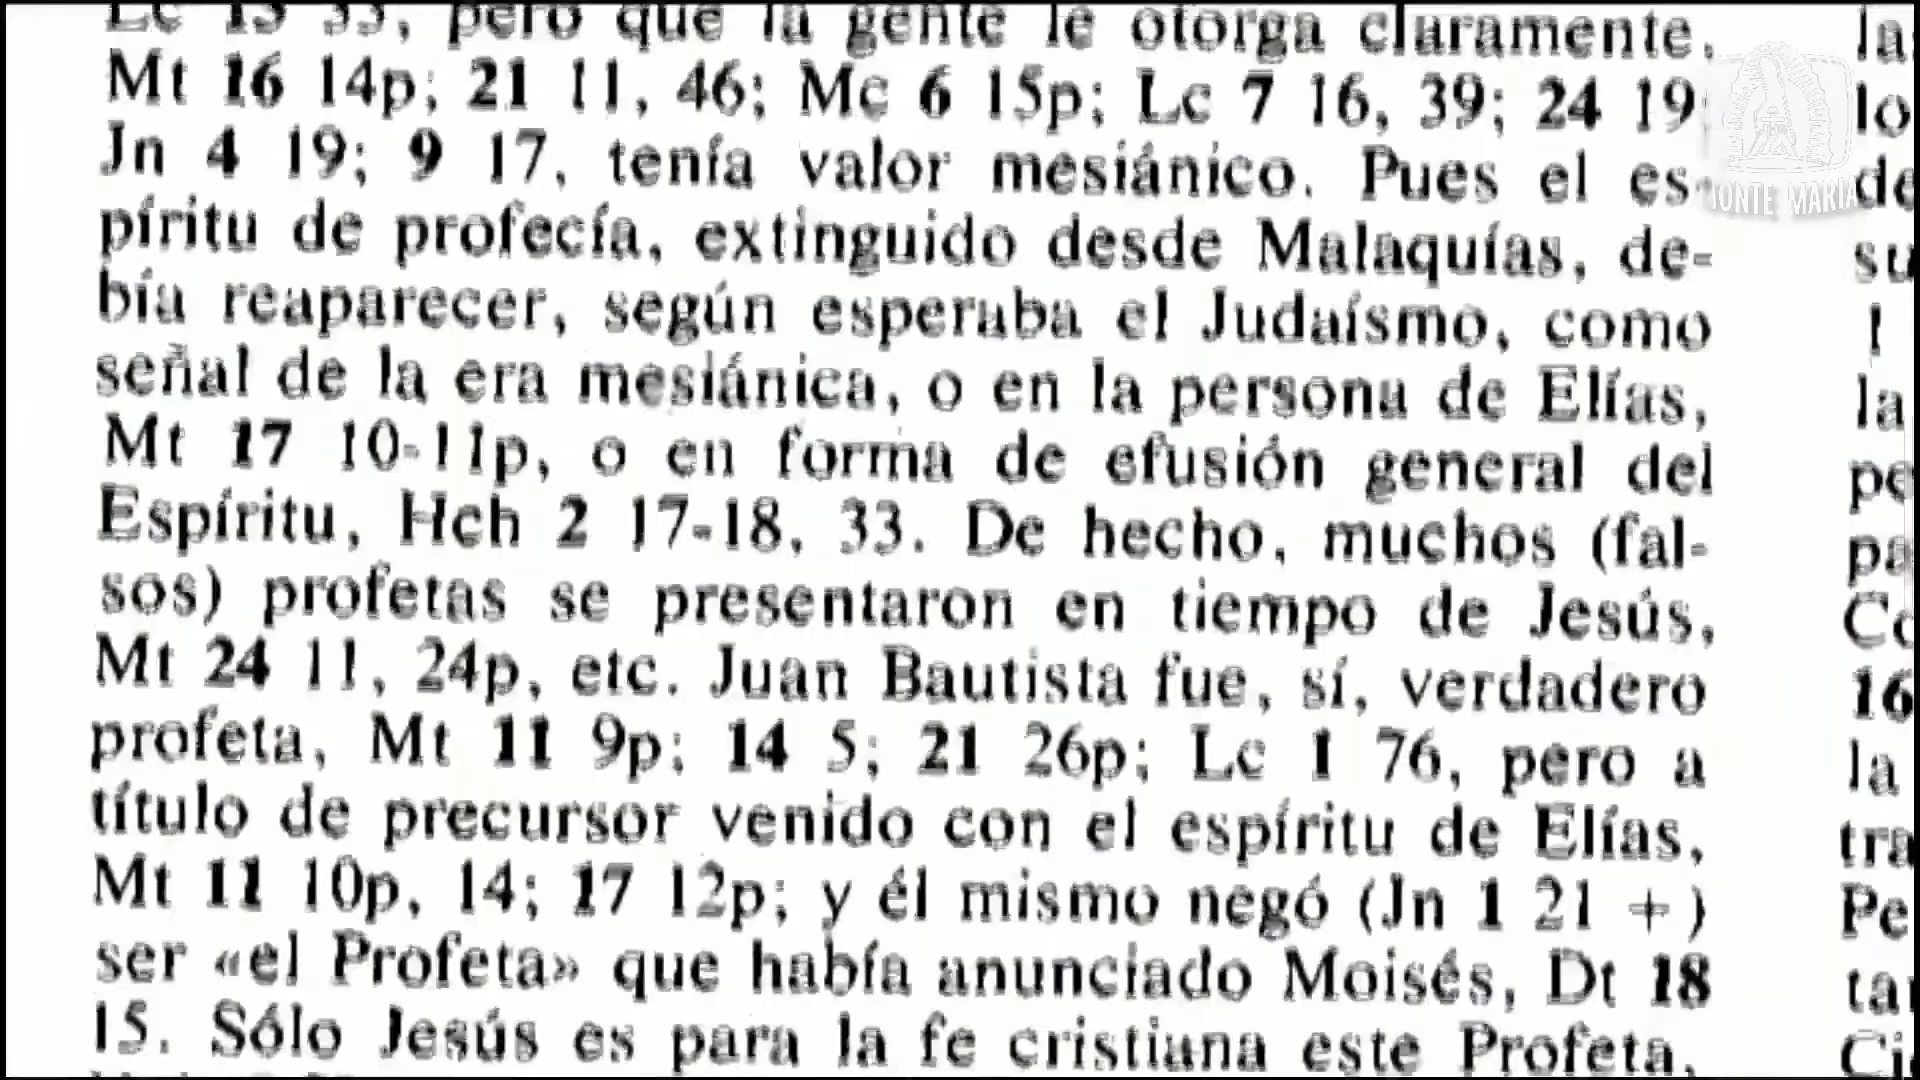 Lc 13 33, pero que la gente le otorga claramente,
Mt 16 14p; 21 11, 46; Mc 6 15p; Lc 7 16, 39; 24 19
Jn 4 19; 9 17, tenía valor mesiánico. Pues el es-
píritu de profecía, extinguido desde Malaquías, de-
bía reaparecer, según esperaba el Judaísmo, como
señal de la era mesiánica, o en la persona de Elías,
Mt 17 10-11p, o en forma de efusión general del
Espíritu, Hch 2 17-18, 33. De hecho, muchos (fal-
sos) profetas se presentaron en tiempo de Jesús,
Mt 24 11, 24p, etc. Juan Bautista fue, sí, verdadero
profeta, Mt 11 9p; 14 5; 21 26p; Lc 1 76, pero a
título de precursor venido con el espíritu de Elías,
Mt 11 10p, 14; 17 12p; y él mismo negó (Jn 1 21 +)
ser «el Profeta» que había anunciado Moisés, Dt 18
15. Sólo Jesús es para la fe cristiana este Profeta,
la
lo
de
su
la
pe
pa
Co
16
la
tra
Pe
ta
Ci
MONTE MARÍA